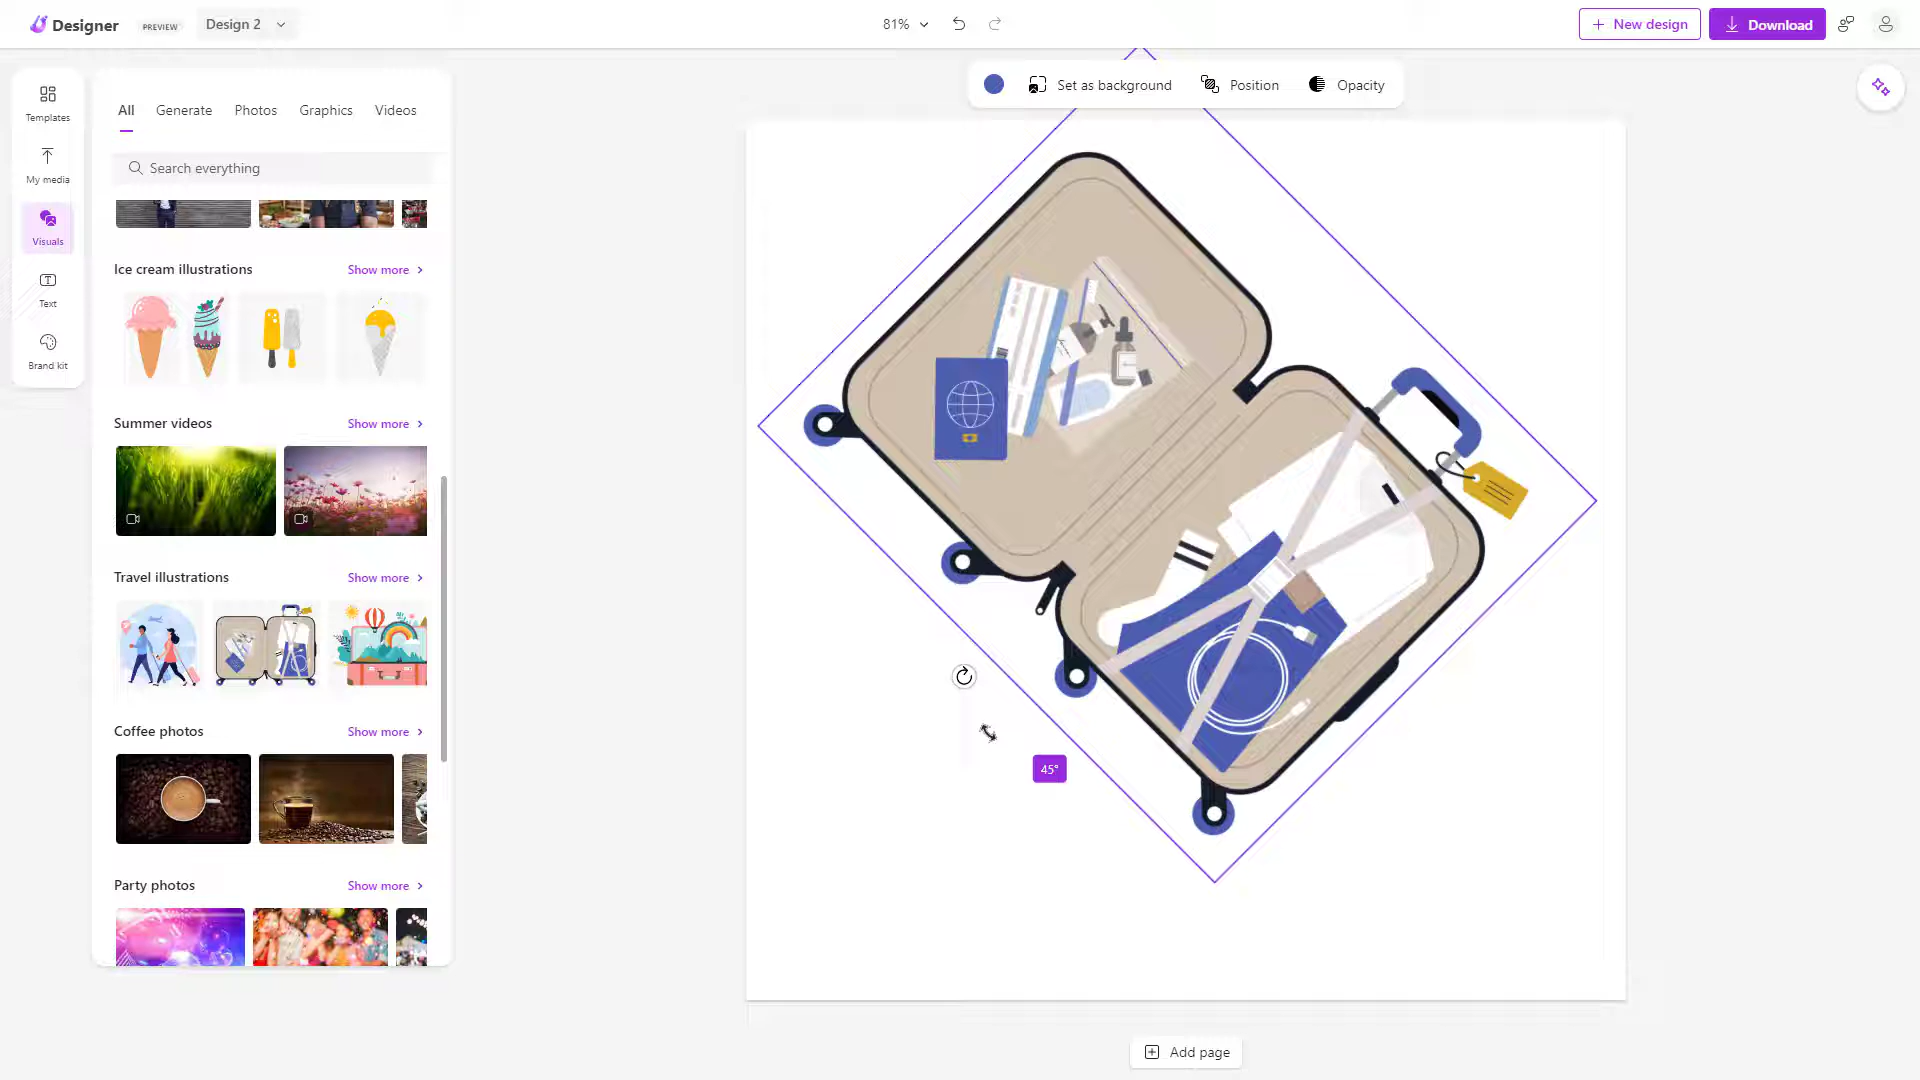 Designer PREVIEW Design 2 81% New design Download
Set as background Position Opacity
Templates
My media
Visuals
Text
Brand kit
All Generate Photos Graphics Videos
Search everything
Ice cream illustrations Show more
Summer videos Show more
Travel illustrations Show more
Coffee photos Show more
Party photos Show more
45°
Add page